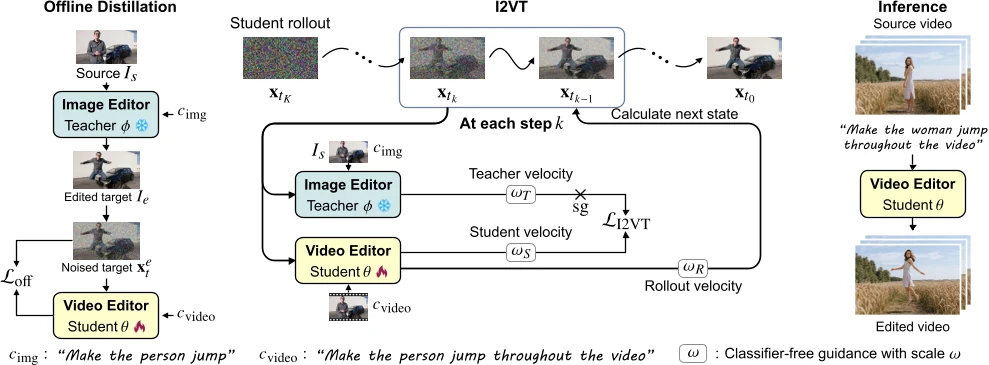 Offline Distillation
Source I_s
Image Editor
Teacher ϕ
c_img
Edited target I_e
Noised target x_t^e
ℒ_off
Video Editor
Student θ
c_video
I2VT
Student rollout
x_{t_K}
x_{t_k}
x_{t_{k-1}}
x_{t_0}
At each step k
Calculate next state
I_s
c_img
Image Editor
Teacher ϕ
Teacher velocity
ω_T
sg
ℒ_I2VT
Student velocity
Video Editor
Student θ
ω_S
ω_R
Rollout velocity
c_video
Inference
Source video
“Make the woman jump
throughout the video”
Video Editor
Student θ
Edited video
c_img : “Make the person jump”
c_video : “Make the person jump throughout the video”
ω : Classifier-free guidance with scale ω